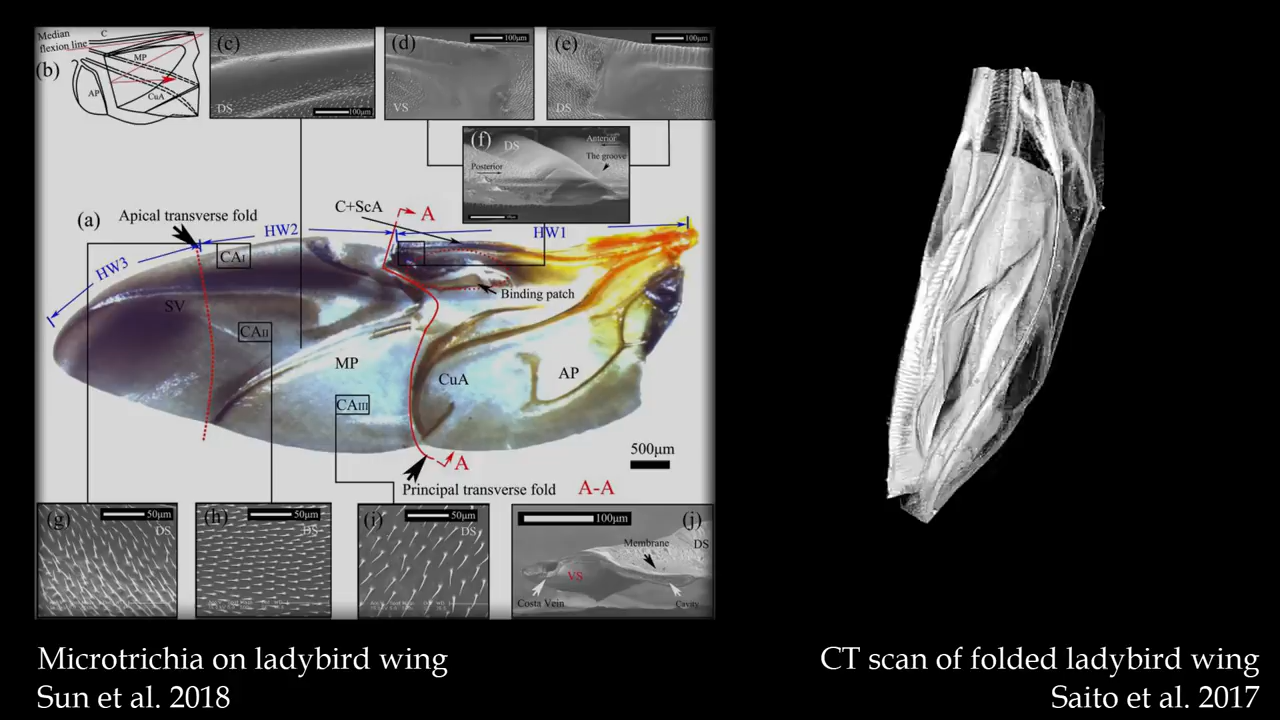 Median
flexion line
C
MP
(b)
AP
CuA
(c)
DS
100μm
(d)
100μm
VS
(e)
100μm
DS
(f)
DS
Anterior
The groove
Posterior
(a)
Apical transverse fold
C+ScA
A
HW3
HW2
HW1
CAI
SV
CAII
Binding patch
MP
CuA
AP
CAIII
500μm
A
Principal transverse fold
A-A
(g)
50μm
DS
(h)
50μm
DS
(i)
50μm
DS
100μm
(j)
Membrane
DS
VS
Costa Vein
Cavity
Microtrichia on ladybird wing
Sun et al. 2018
CT scan of folded ladybird wing
Saito et al. 2017